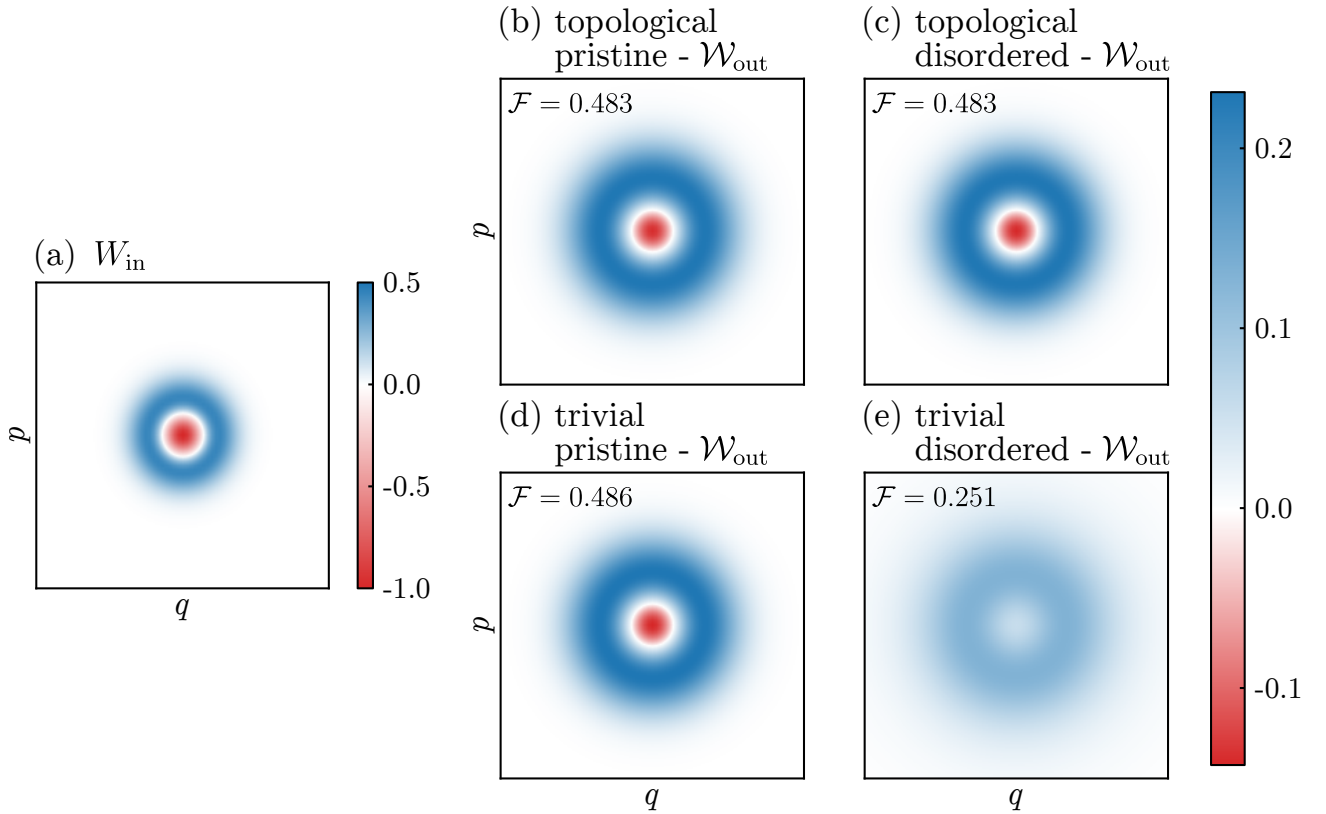 (a) W_in
p
q
0.5
0.0
-0.5
-1.0
(b) topological
pristine - 𝒲_out
ℱ = 0.483
p
(c) topological
disordered - 𝒲_out
ℱ = 0.483
(d) trivial
pristine - 𝒲_out
ℱ = 0.486
p
q
(e) trivial
disordered - 𝒲_out
ℱ = 0.251
q
0.2
0.1
0.0
-0.1